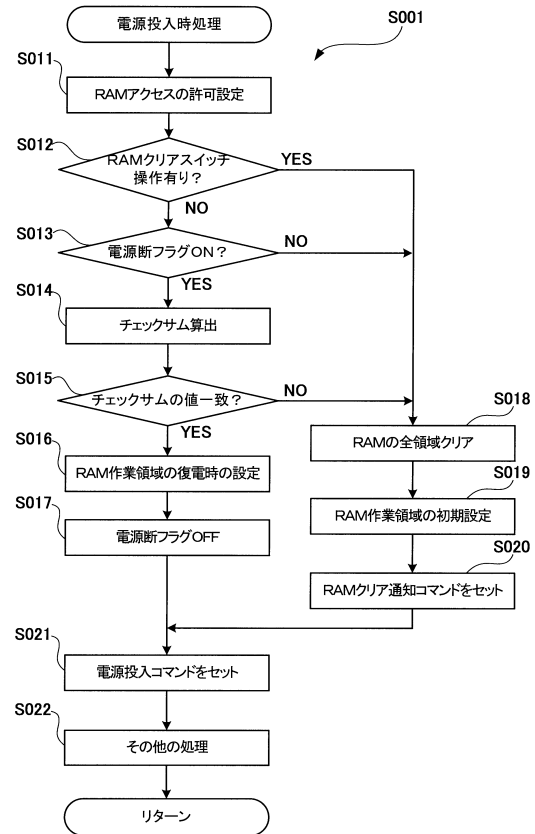 電源投入時処理
S001
S011
RAMアクセスの許可設定
S012
RAMクリアスイッチ
操作有り？
YES
NO
S013
電源断フラグON？
NO
YES
S014
チェックサム算出
S015
チェックサムの値一致？
NO
YES
S016
RAM作業領域の復電時の設定
S017
電源断フラグOFF
S018
RAMの全領域クリア
S019
RAM作業領域の初期設定
S020
RAMクリア通知コマンドをセット
S021
電源投入コマンドをセット
S022
その他の処理
リターン